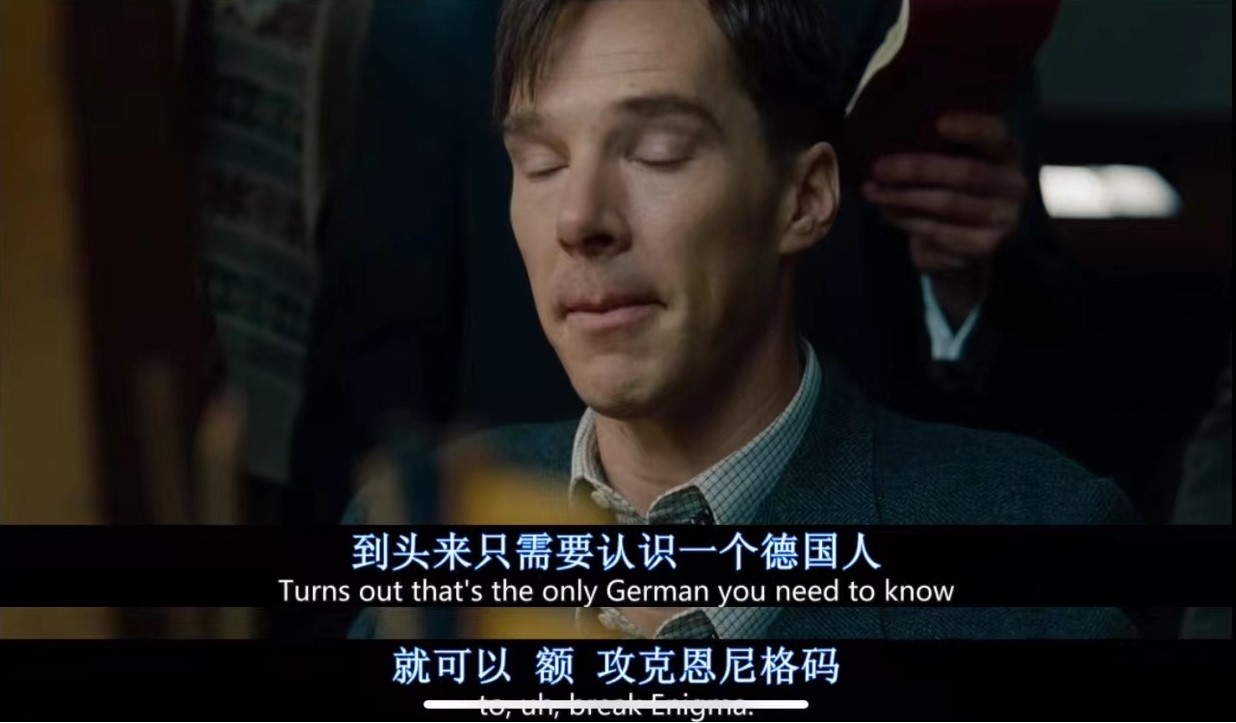 到头来只需要认识一个德国人
Turns out that's the only German you need to know
就可以 额 攻克恩尼格码
to, uh, break Enigma.